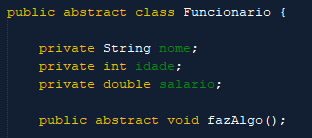 public abstract class Funcionario {
private String nome;
private int idade;
private double salario;
public abstract void fazAlgo();